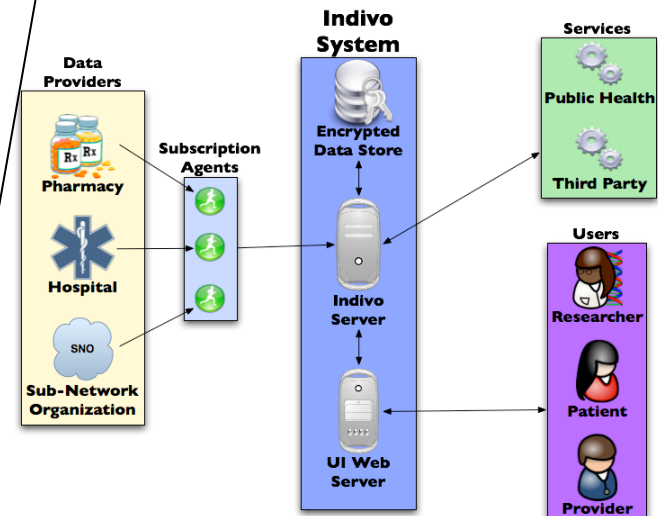 Indivo
System
Data
Providers
Rx
Rx
Pharmacy
Hospital
SNO
Sub-Network
Organization
Subscription
Agents
Encrypted
Data Store
Indivo
Server
UI Web
Server
Services
Public Health
Third Party
Users
Researcher
Patient
Provider